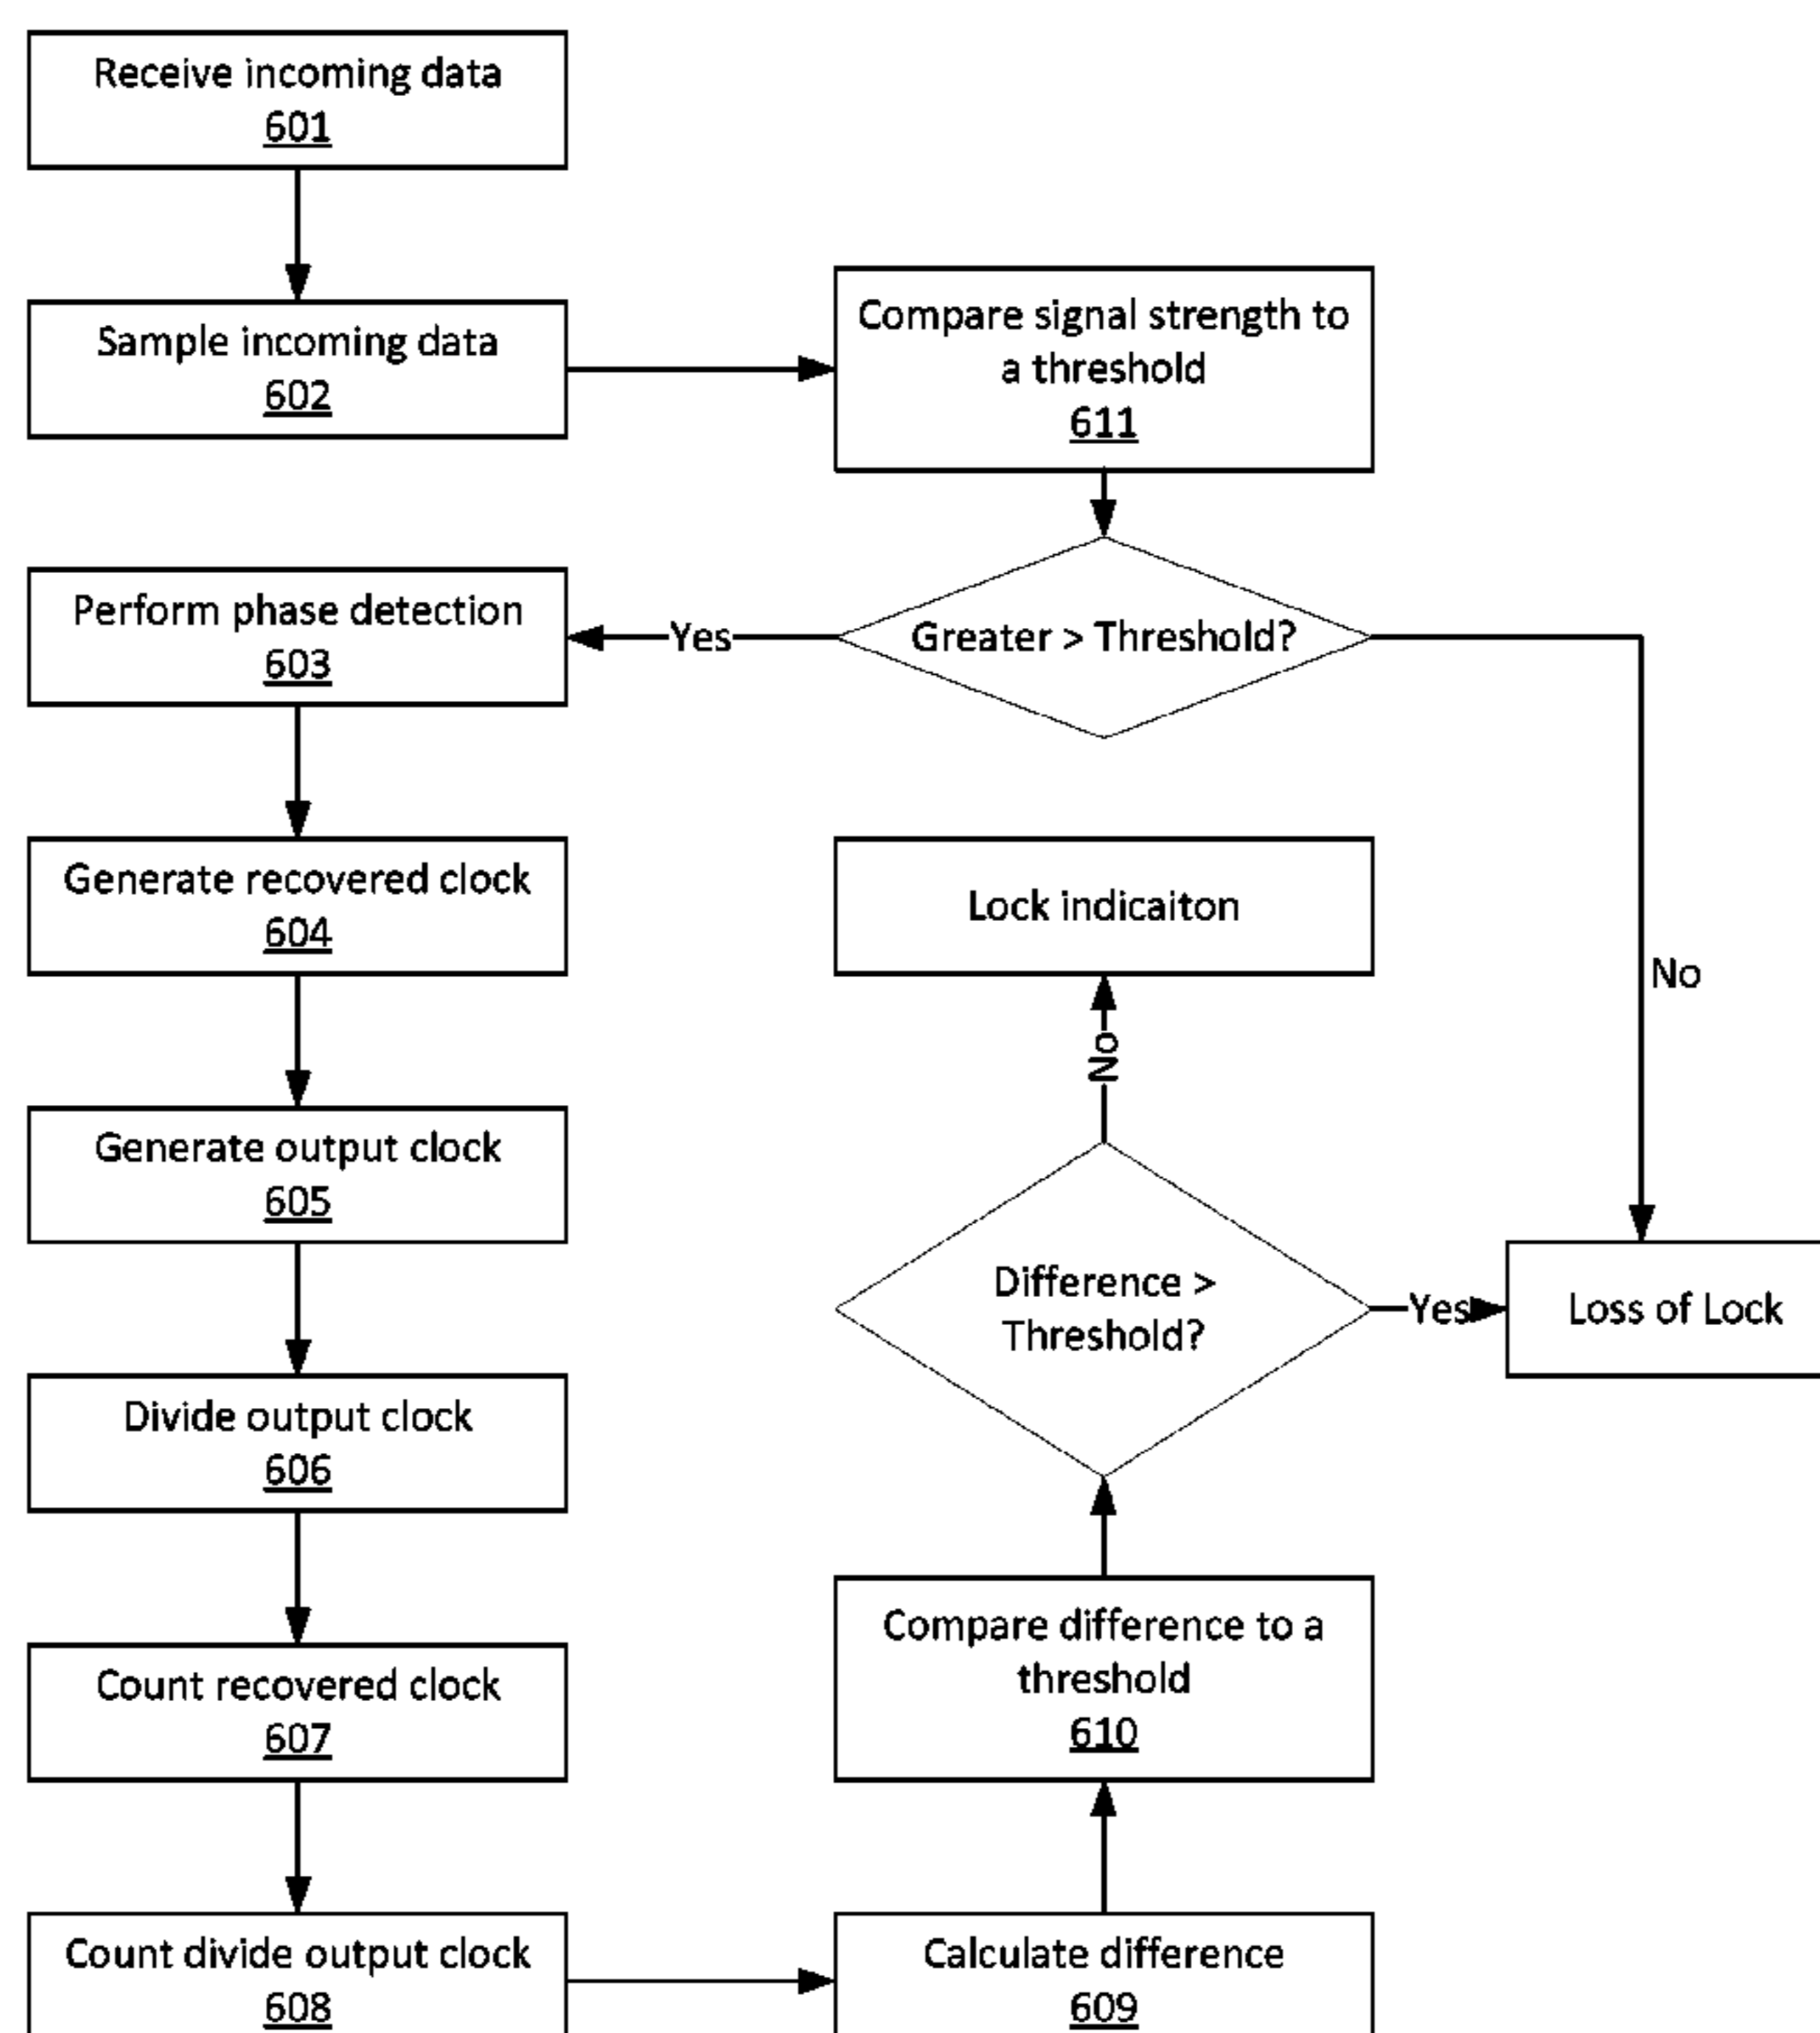 Receive incoming data
601
Sample incoming data
602
Compare signal strength to
a threshold
611
Greater > Threshold?
Yes
No
Perform phase detection
603
Generate recovered clock
604
Lock indicaiton
No
Generate output clock
605
Difference >
Threshold?
Yes
Loss of Lock
Divide output clock
606
Count recovered clock
607
Compare difference to a
threshold
610
Count divide output clock
608
Calculate difference
609